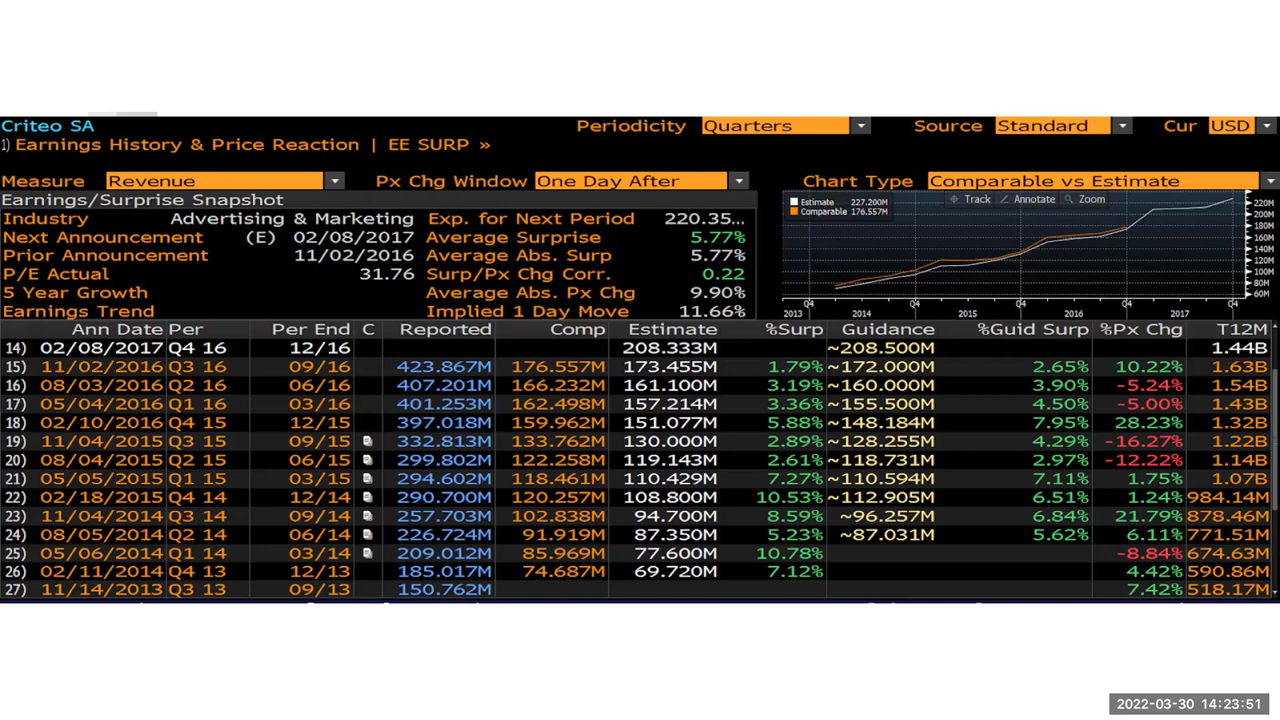 Criteo SA Periodicity Quarters Source Standard Cur USD
1) Earnings History & Price Reaction | EE SURP »
Measure Revenue Px Chg Window One Day After Chart Type Comparable vs Estimate
Earnings/Surprise Snapshot
Industry Advertising & Marketing Exp. for Next Period 220.35...
Next Announcement (E) 02/08/2017 Average Surprise 5.77%
Prior Announcement 11/02/2016 Average Abs. Surp 5.77%
P/E Actual 31.76 Surp/Px Chg Corr. 0.22
5 Year Growth Average Abs. Px Chg 9.90%
Earnings Trend Implied 1 Day Move 11.66%
Estimate 227.200M
Comparable 176.557M
Track Annotate Zoom
220M
200M
180M
160M
140M
120M
100M
80M
60M
Q4 Q4 Q4 Q4 Q4
2013 2014 2015 2016 2017
Ann Date Per Per End C Reported Comp Estimate %Surp Guidance %Guid Surp %Px Chg T12M
14) 02/08/2017 Q4 16 12/16 208.333M ~208.500M 1.44B
15) 11/02/2016 Q3 16 09/16 423.867M 176.557M 173.455M 1.79% ~172.000M 2.65% 10.22% 1.63B
16) 08/03/2016 Q2 16 06/16 407.201M 166.232M 161.100M 3.19% ~160.000M 3.90% -5.24% 1.54B
17) 05/04/2016 Q1 16 03/16 401.253M 162.498M 157.214M 3.36% ~155.500M 4.50% -5.00% 1.43B
18) 02/10/2016 Q4 15 12/15 397.018M 159.962M 151.077M 5.88% ~148.184M 7.95% 28.23% 1.32B
19) 11/04/2015 Q3 15 09/15 332.813M 133.762M 130.000M 2.89% ~128.255M 4.29% -16.27% 1.22B
20) 08/04/2015 Q2 15 06/15 299.802M 122.258M 119.143M 2.61% ~118.731M 2.97% -12.22% 1.14B
21) 05/05/2015 Q1 15 03/15 294.602M 118.461M 110.429M 7.27% ~110.594M 7.11% 1.75% 1.07B
22) 02/18/2015 Q4 14 12/14 290.700M 120.257M 108.800M 10.53% ~112.905M 6.51% 1.24% 984.14M
23) 11/04/2014 Q3 14 09/14 257.703M 102.838M 94.700M 8.59% ~96.257M 6.84% 21.79% 878.46M
24) 08/05/2014 Q2 14 06/14 226.724M 91.919M 87.350M 5.23% ~87.031M 5.62% 6.11% 771.51M
25) 05/06/2014 Q1 14 03/14 209.012M 85.969M 77.600M 10.78% -8.84% 674.63M
26) 02/11/2014 Q4 13 12/13 185.017M 74.687M 69.720M 7.12% 4.42% 590.86M
27) 11/14/2013 Q3 13 09/13 150.762M 7.42% 518.17M
2022-03-30 14:23:51